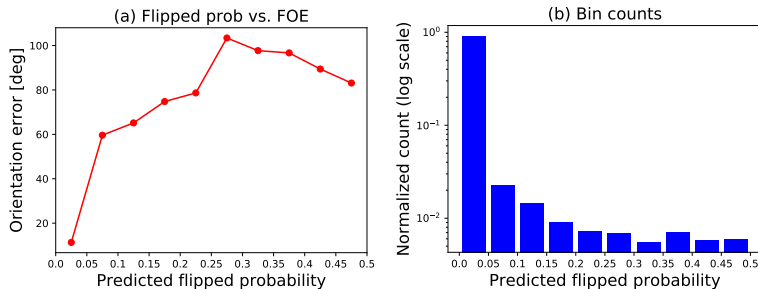 (a) Flipped prob vs. FOE
Orientation error [deg]
100
80
60
40
20
0.0 0.05 0.1 0.15 0.2 0.25 0.3 0.35 0.4 0.45 0.5
Predicted flipped probability
(b) Bin counts
Normalized count (log scale)
10⁰
10⁻¹
10⁻²
0.0 0.05 0.1 0.15 0.2 0.25 0.3 0.35 0.4 0.45 0.5
Predicted flipped probability